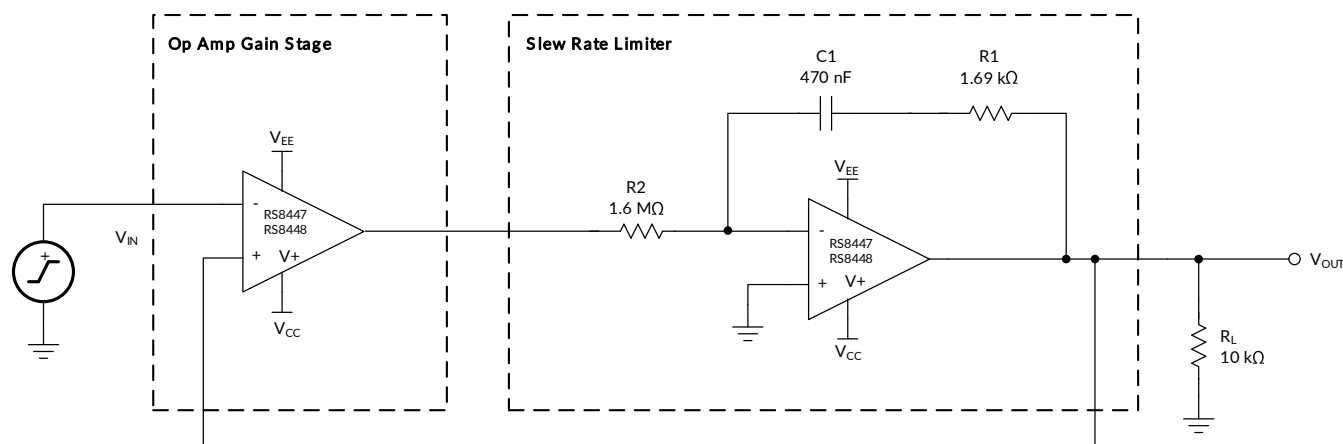 Op Amp Gain Stage
Slew Rate Limiter
C1
470 nF
R1
1.69 kΩ
VEE
-
RS8447
RS8448
+
V+
VCC
VIN
+
R2
1.6 MΩ
VEE
-
RS8447
RS8448
+
V+
VCC
VOUT
RL
10 kΩ